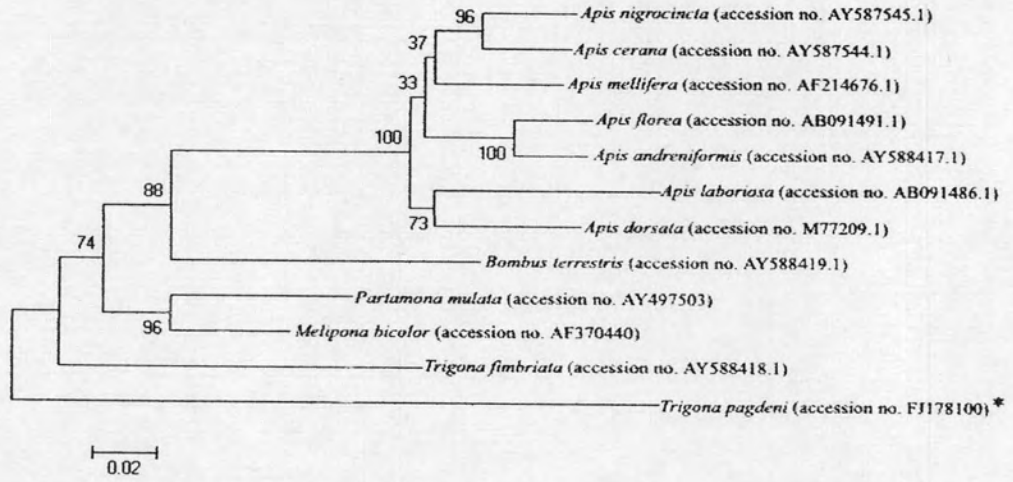 96
Apis nigrocincta (accession no. AY587545.1)
37
Apis cerana (accession no. AY587544.1)
33
Apis mellifera (accession no. AF214676.1)
Apis florea (accession no. AB091491.1)
100
100
Apis andreniformis (accession no. AY588417.1)
88
Apis laboriosa (accession no. AB091486.1)
73
Apis dorsata (accession no. M77209.1)
74
Bombus terrestris (accession no. AY588419.1)
Partamona mulata (accession no. AY497503)
96
Melipona bicolor (accession no. AF370440)
Trigona fimbriata (accession no. AY588418.1)
Trigona pagdeni (accession no. FJ178100)*
0.02